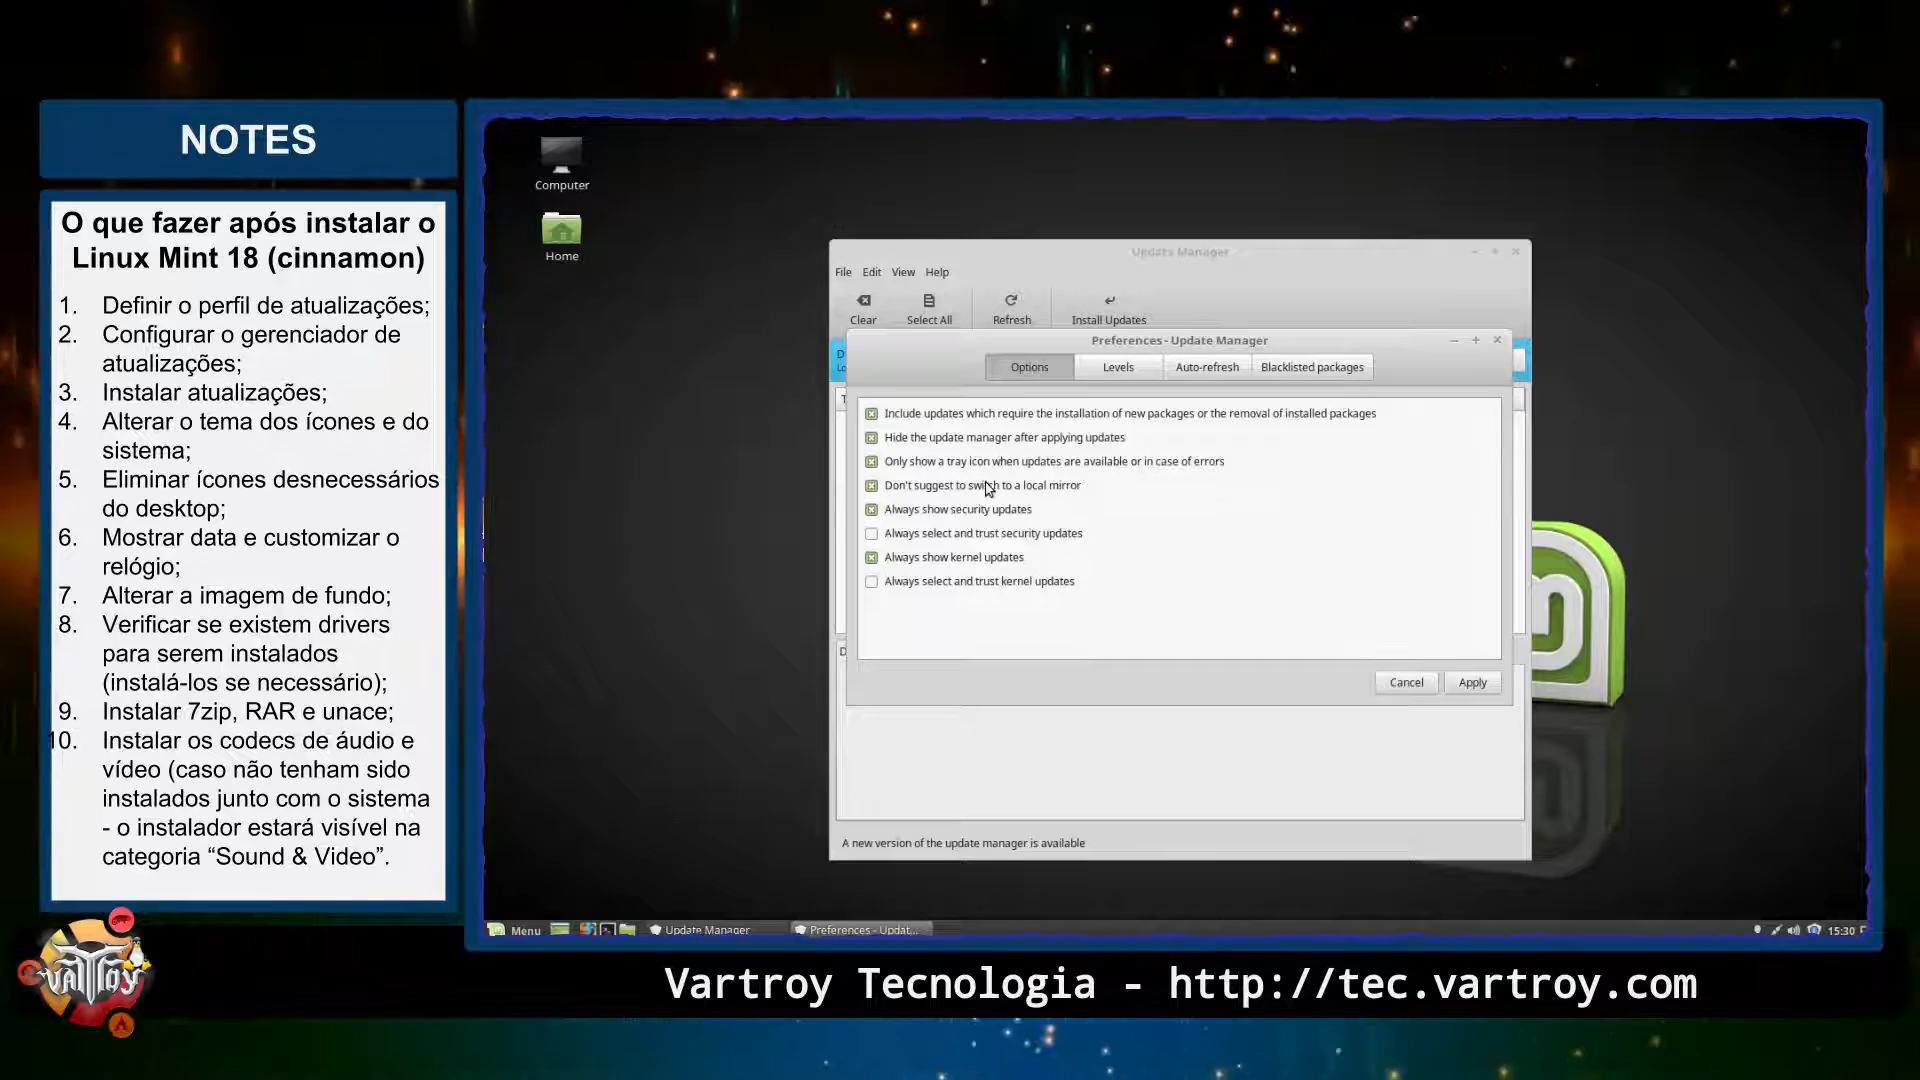 NOTES
O que fazer após instalar o
Linux Mint 18 (cinnamon)
1. Definir o perfil de atualizações;
2. Configurar o gerenciador de
atualizações;
3. Instalar atualizações;
4. Alterar o tema dos ícones e do
sistema;
5. Eliminar ícones desnecessários
do desktop;
6. Mostrar data e customizar o
relógio;
7. Alterar a imagem de fundo;
8. Verificar se existem drivers
para serem instalados
(instalá-los se necessário);
9. Instalar 7zip, RAR e unace;
10. Instalar os codecs de áudio e
vídeo (caso não tenham sido
instalados junto com o sistema
- o instalador estará visível na
categoria “Sound & Video”.
VARTROY
Computer
Home
Update Manager
File Edit View Help
Clear Select All Refresh Install Updates
Preferences - Update Manager
Options Levels Auto-refresh Blacklisted packages
Include updates which require the installation of new packages or the removal of installed packages
Hide the update manager after applying updates
Only show a tray icon when updates are available or in case of errors
Don't suggest to switch to a local mirror
Always show security updates
Always select and trust security updates
Always show kernel updates
Always select and trust kernel updates
Cancel Apply
A new version of the update manager is available
Menu Update Manager Preferences - Updat... 15:30
Vartroy Tecnologia - http://tec.vartroy.com